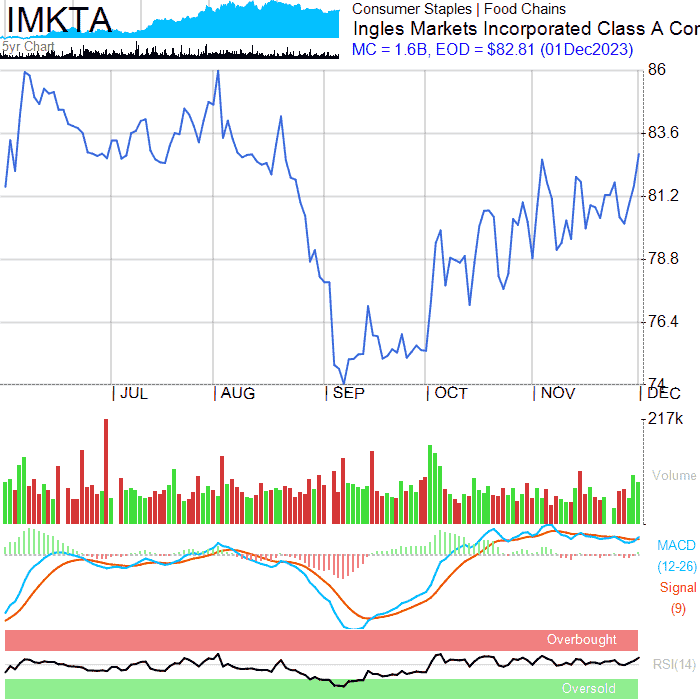 IMKTA
5yr Chart
Consumer Staples | Food Chains
Ingles Markets Incorporated Class A Cor
MC = 1.6B, EOD = $82.81 (01Dec2023)
86
83.6
81.2
78.8
76.4
74
JUL
AUG
SEP
OCT
NOV
DEC
217k
Volume
MACD
(12-26)
Signal
(9)
Overbought
RSI(14)
Oversold